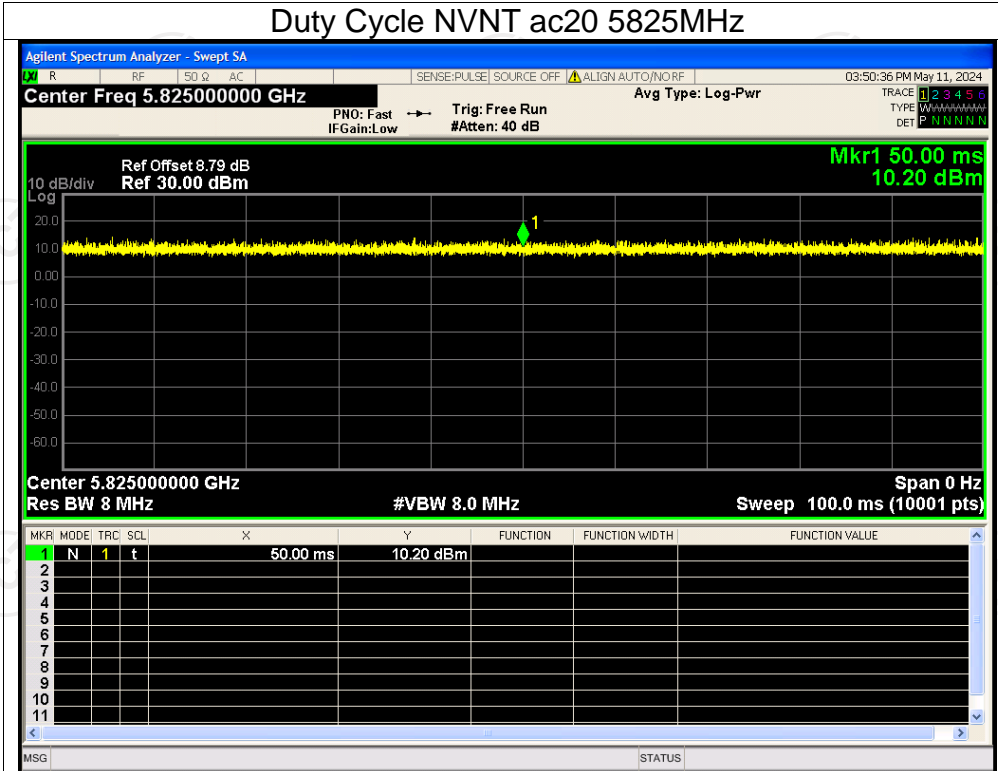 Duty Cycle NVNT ac20 5825MHz
Agilent Spectrum Analyzer - Swept SA
LXI R RF 50 Ω AC SENSE:PULSE SOURCE OFF ALIGN AUTO/NO RF 03:50:36 PM May 11, 2024
Center Freq 5.825000000 GHz
PNO: Fast
IFGain:Low
Trig: Free Run
#Atten: 40 dB
Avg Type: Log-Pwr
TRACE 1 2 3 4 5 6
TYPE WWWWWW
DET P N N N N N
Mkr1 50.00 ms
10.20 dBm
Ref Offset 8.79 dB
10 dB/div Ref 30.00 dBm
Log
20.0
1
10.0
0.00
-10.0
-20.0
-30.0
-40.0
-50.0
-60.0
Center 5.825000000 GHz Span 0 Hz
Res BW 8 MHz #VBW 8.0 MHz Sweep 100.0 ms (10001 pts)
MKR MODE TRC SCL X Y FUNCTION FUNCTION WIDTH FUNCTION VALUE
1 N 1 t 50.00 ms 10.20 dBm
2
3
4
5
6
7
8
9
10
11
MSG STATUS